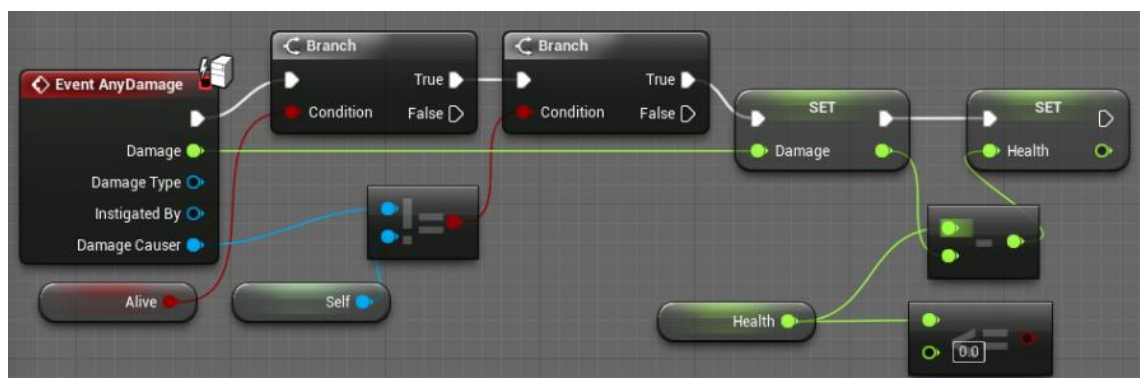 Branch
True
Condition
False
Branch
True
Condition
False
Event AnyDamage
Damage
Damage Type
Instigated By
Damage Causer
SET
Damage
SET
Health
!=
Alive
Self
-
Health
<=
0.0